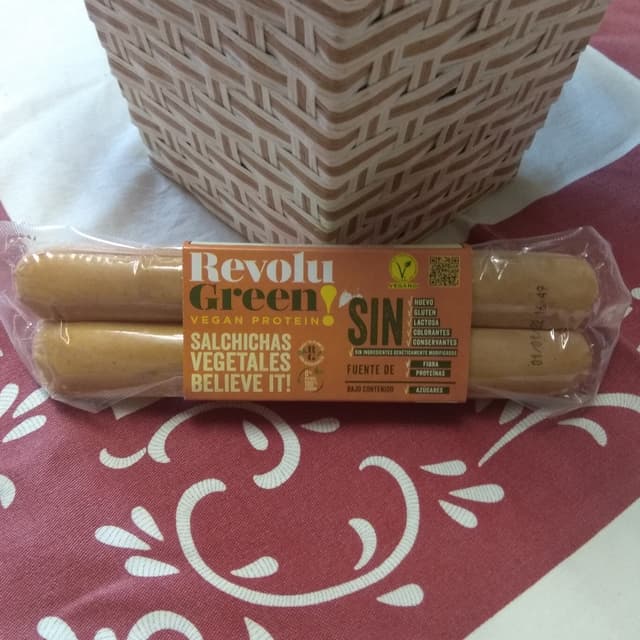 Revolu
Green!
VEGAN PROTEIN
SALCHICHAS
VEGETALES
BELIEVE IT!
SIN
HUEVO
GLUTEN
LACTOSA
COLORANTES
CONSERVANTES
SIN INGREDIENTES GENÉTICAMENTE MODIFICADOS
FUENTE DE
FIBRA
PROTEÍNAS
BAJO CONTENIDO
AZÚCARES
VEGANO